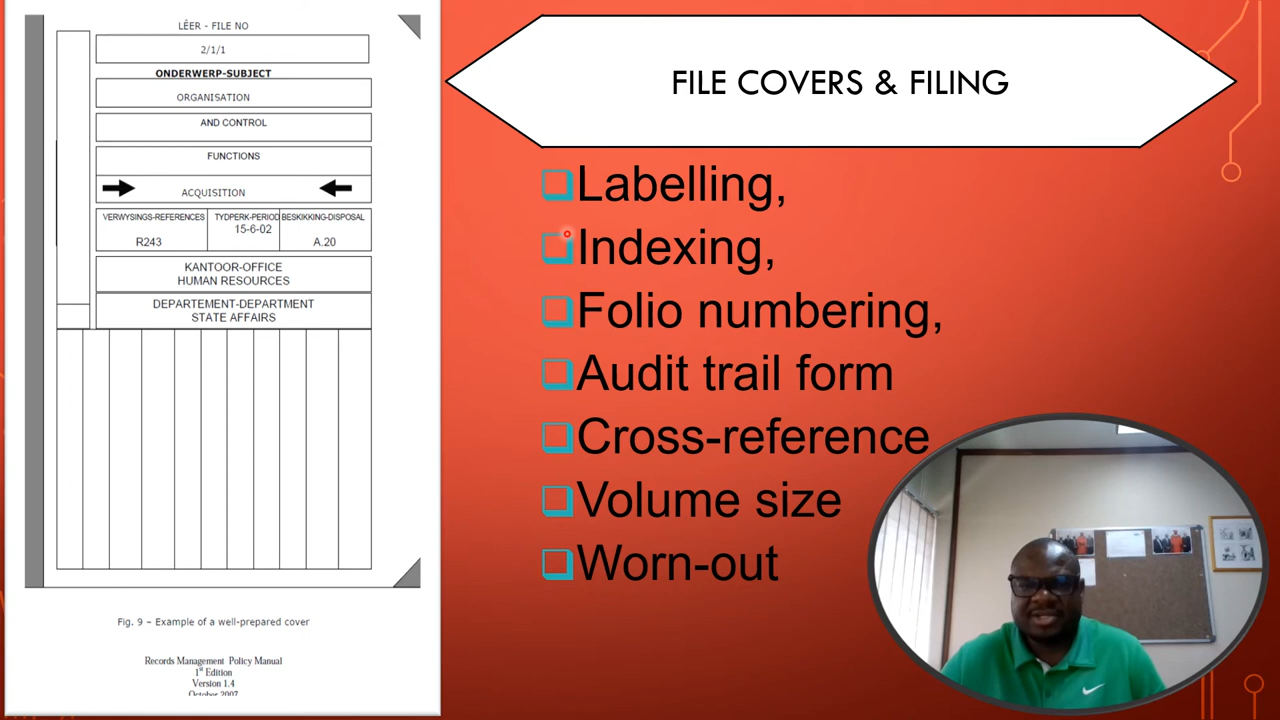 LÊER - FILE NO
2/1/1
ONDERWERP-SUBJECT
ORGANISATION
AND CONTROL
FUNCTIONS
ACQUISITION
VERWYSINGS-REFERENCES TYDPERK-PERIOD BESKIKKING-DISPOSAL
R243 15-6-02 A.20
KANTOOR-OFFICE
HUMAN RESOURCES
DEPARTEMENT-DEPARTMENT
STATE AFFAIRS
Fig. 9 – Example of a well-prepared cover
Records Management Policy Manual
1st Edition
Version 1.4
October 2007
FILE COVERS & FILING
Labelling,
Indexing,
Folio numbering,
Audit trail form
Cross-reference
Volume size
Worn-out